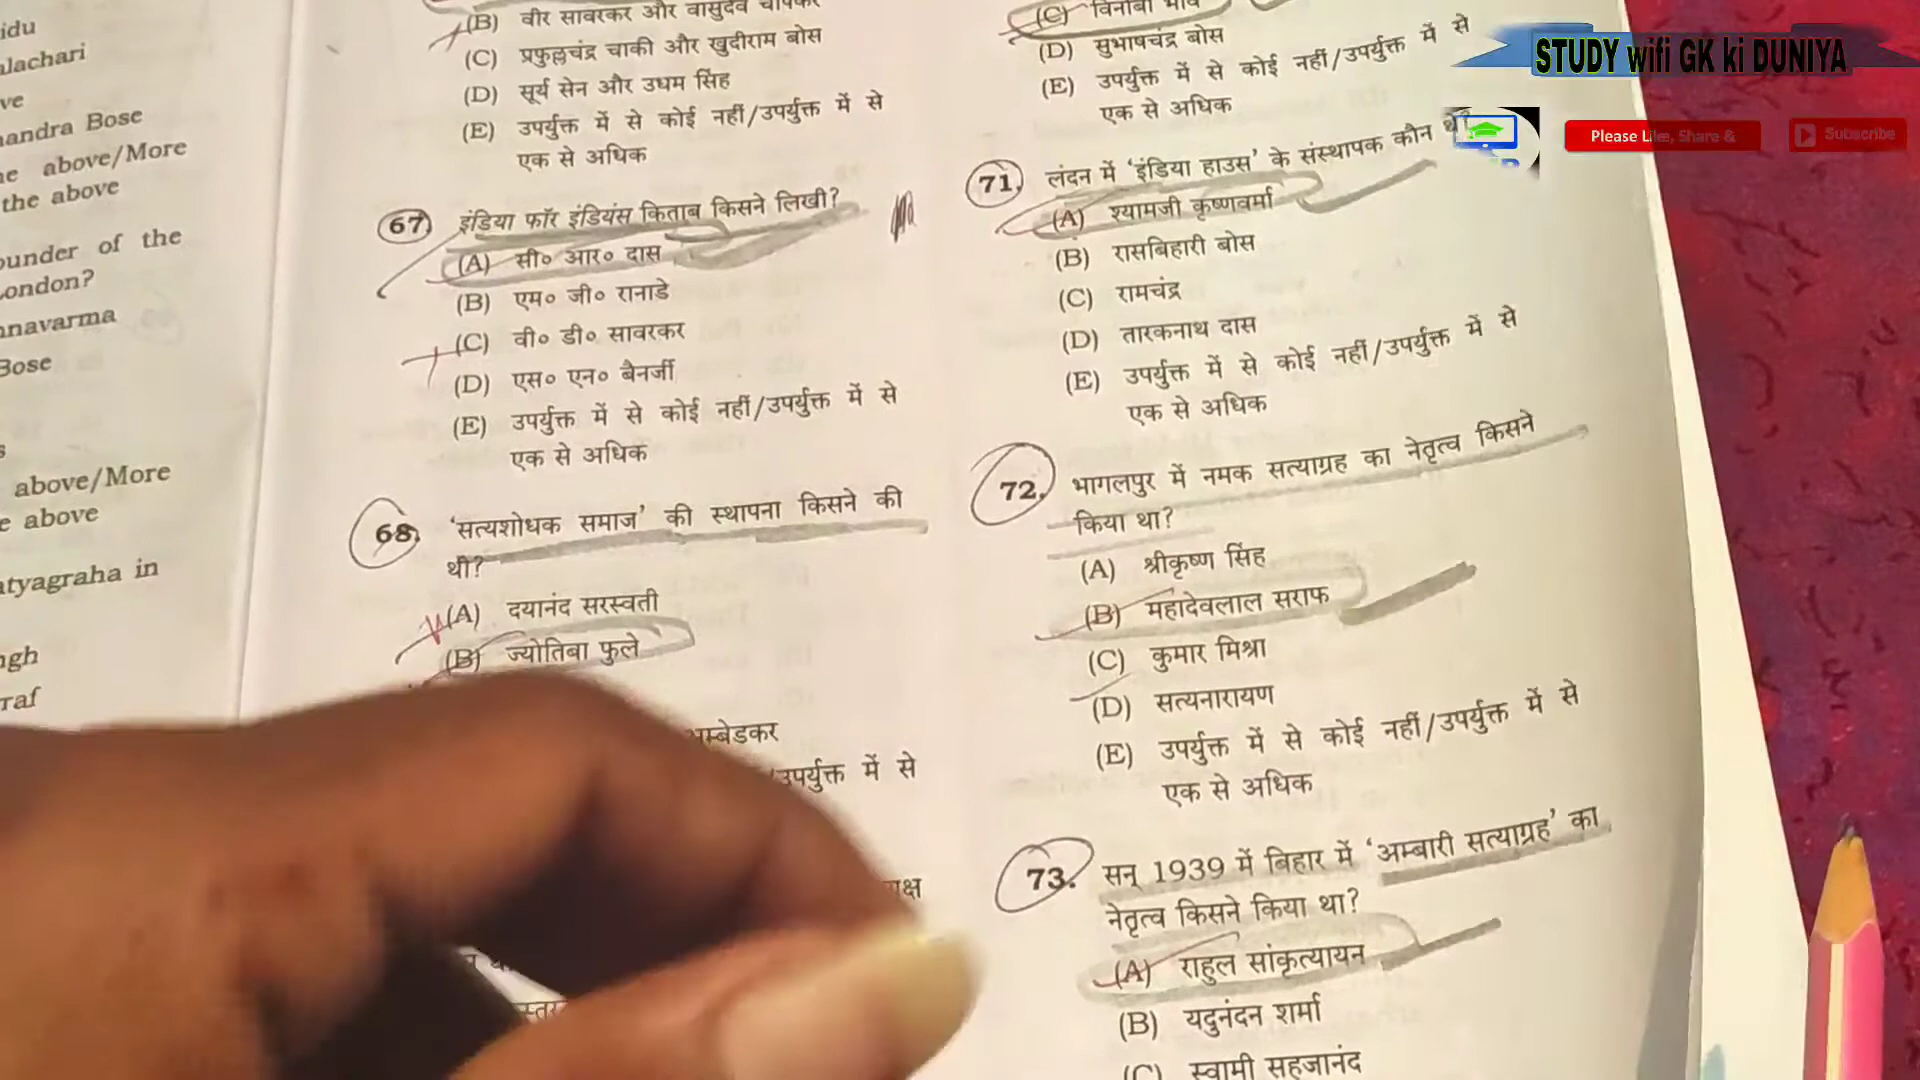 idu
alachari
ve
andra Bose
e above/More
the above
under of the
ondon?
navarma
Bose
above/More
e above
atyagraha in
gh
raf
(B) वीर सावरकर और वासुदेव चापेकर
(C) प्रफुल्लचंद्र चाकी और खुदीराम बोस
(D) सूर्य सेन और उधम सिंह
(E) उपर्युक्त में से कोई नहीं/उपर्युक्त में से
एक से अधिक
67. इंडिया फॉर इंडियंस किताब किसने लिखी?
(A) सी० आर० दास
(B) एम० जी० रानाडे
(C) वी० डी० सावरकर
(D) एस० एन० बैनर्जी
(E) उपर्युक्त में से कोई नहीं/उपर्युक्त में से
एक से अधिक
68. ‘सत्यशोधक समाज’ की स्थापना किसने की
थी?
(A) दयानंद सरस्वती
(B) ज्योतिबा फुले
म्बेडकर
/उपर्युक्त में से
(C) विनोबा भावे
(D) सुभाषचंद्र बोस
(E) उपर्युक्त में से कोई नहीं/उपर्युक्त में से
एक से अधिक
71. लंदन में ‘इंडिया हाउस’ के संस्थापक कौन थे?
(A) श्यामजी कृष्णवर्मा
(B) रासबिहारी बोस
(C) रामचंद्र
(D) तारकनाथ दास
(E) उपर्युक्त में से कोई नहीं/उपर्युक्त में से
एक से अधिक
72. भागलपुर में नमक सत्याग्रह का नेतृत्व किसने
किया था?
(A) श्रीकृष्ण सिंह
(B) महादेवलाल सराफ
(C) कुमार मिश्रा
(D) सत्यनारायण
(E) उपर्युक्त में से कोई नहीं/उपर्युक्त में से
एक से अधिक
73. सन् 1939 में बिहार में ‘अम्बारी सत्याग्रह’ का
नेतृत्व किसने किया था?
(A) राहुल सांकृत्यायन
(B) यदुनंदन शर्मा
(C) स्वामी सहजानंद
STUDY wifi GK ki DUNIYA
Please Like, Share &
Subscribe